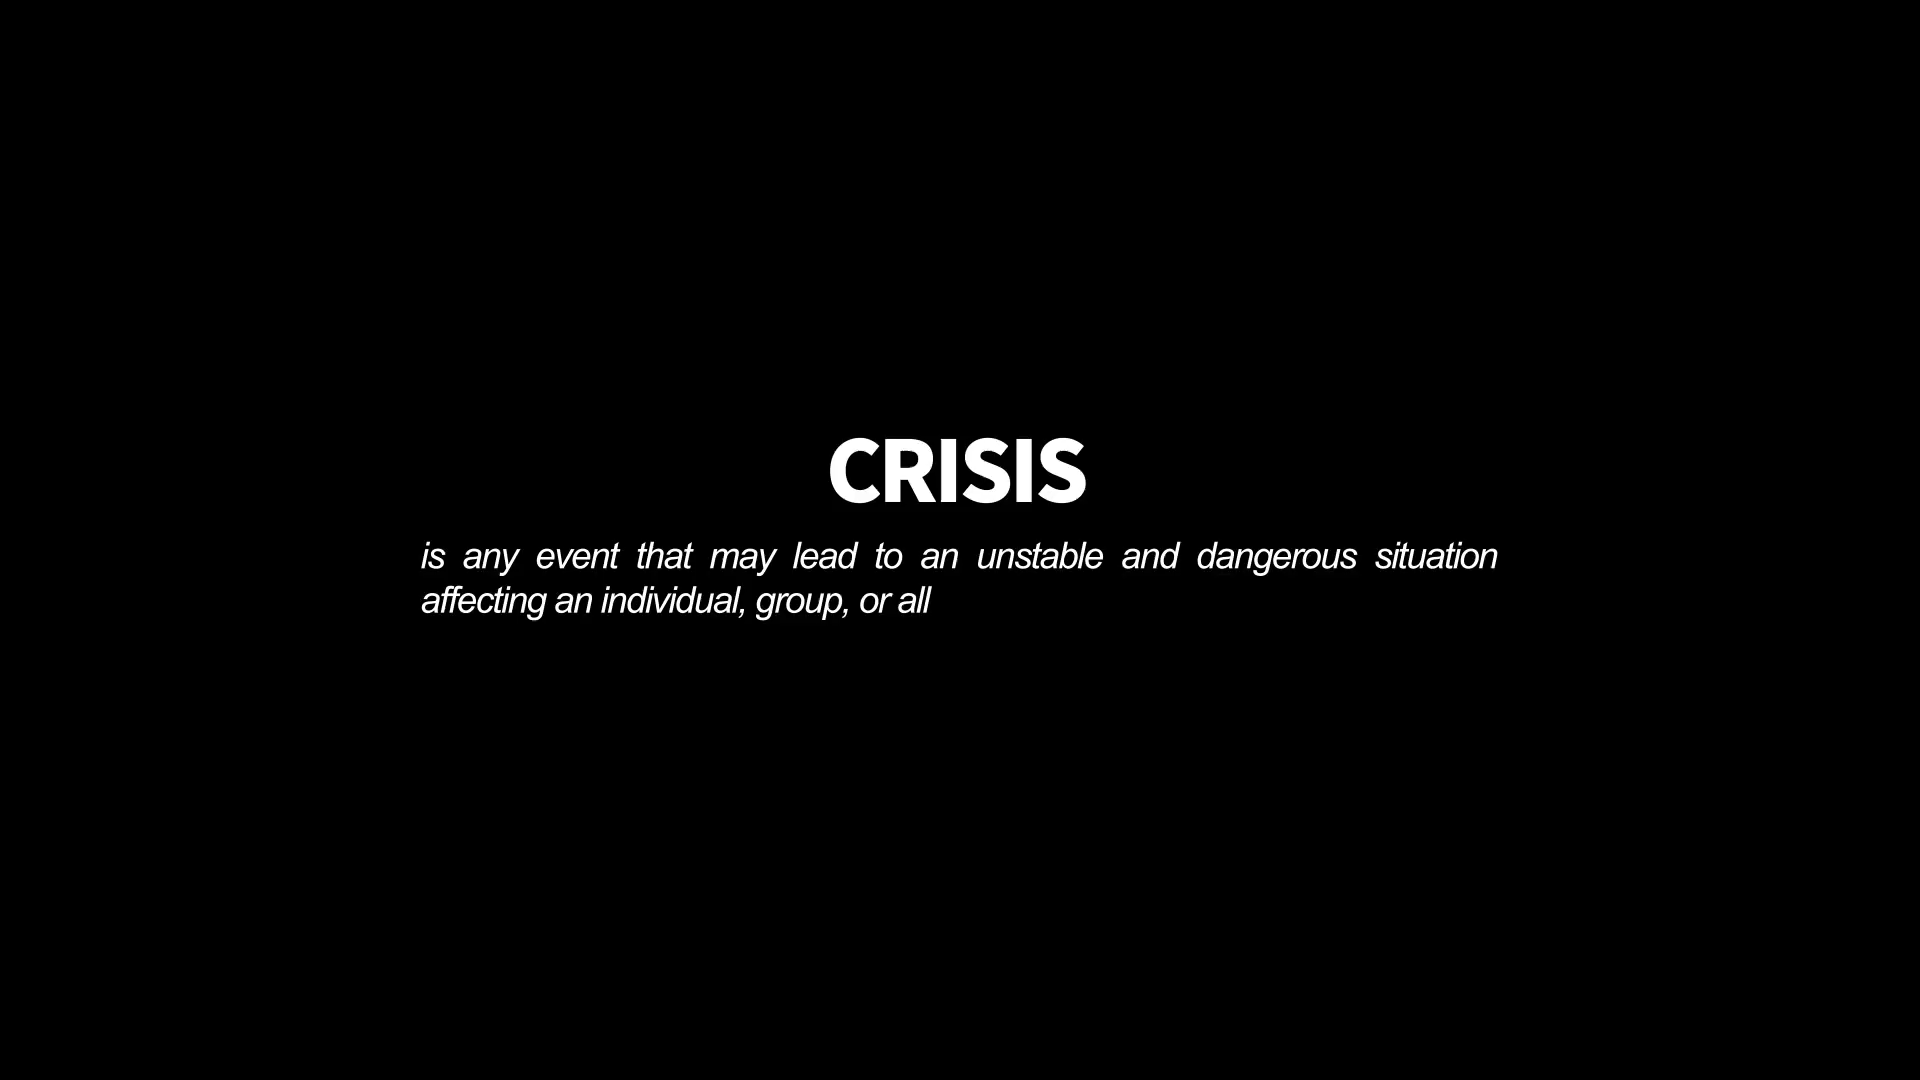 CRISIS
is any event that may lead to an unstable and dangerous situation
affecting an individual, group, or all